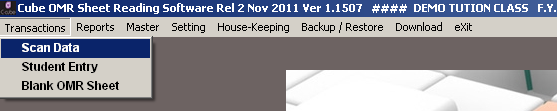 Cube OMR Sheet Reading Software Rel 2 Nov 2011 Ver 1.1507 #### DEMO TUTION CLASS F.Y.
Transactions Reports Master Setting House-Keeping Backup / Restore Download eXit
Scan Data
Student Entry
Blank OMR Sheet